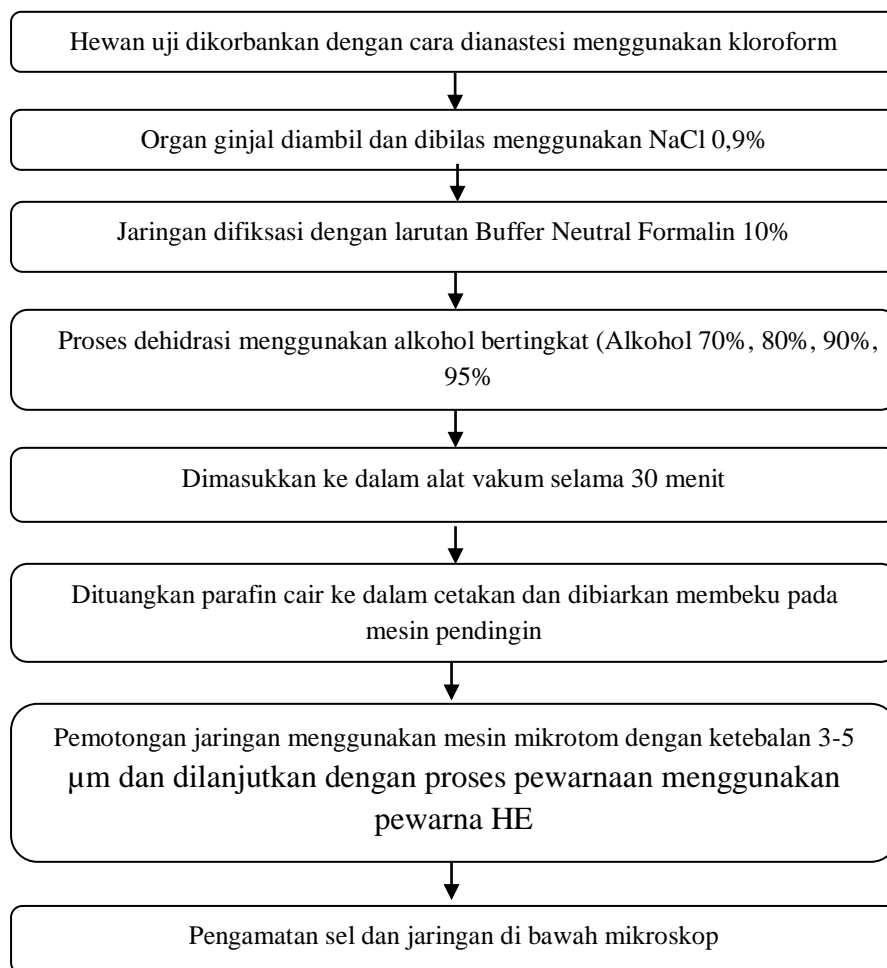 Hewan uji dikorbankan dengan cara dianastesi menggunakan kloroform
Organ ginjal diambil dan dibilas menggunakan NaCl 0,9%
Jaringan difiksasi dengan larutan Buffer Neutral Formalin 10%
Proses dehidrasi menggunakan alkohol bertingkat (Alkohol 70%, 80%, 90%,
95%
Dimasukkan ke dalam alat vakum selama 30 menit
Dituangkan parafin cair ke dalam cetakan dan dibiarkan membeku pada
mesin pendingin
Pemotongan jaringan menggunakan mesin mikrotom dengan ketebalan 3-5
µm dan dilanjutkan dengan proses pewarnaan menggunakan
pewarna HE
Pengamatan sel dan jaringan di bawah mikroskop